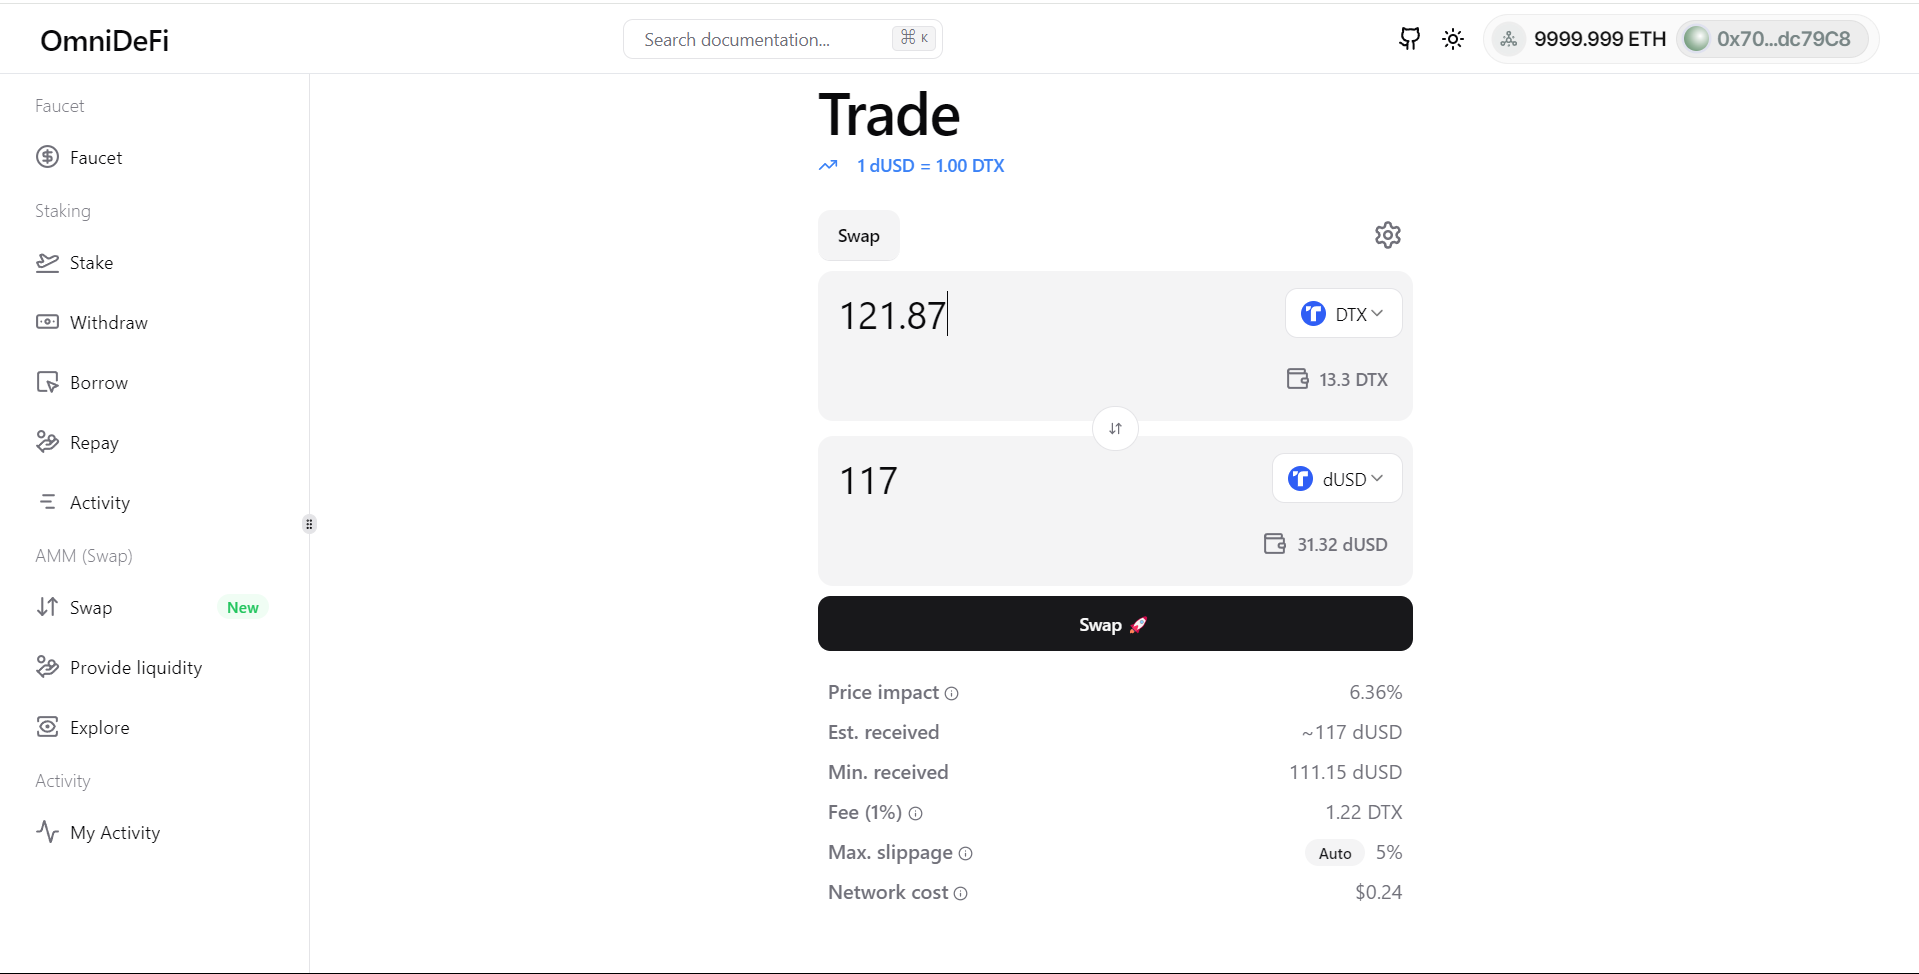 OmniDeFi
Search documentation...
⌘ K
9999.999 ETH
0x70...dc79C8
Faucet
Faucet
Staking
Stake
Withdraw
Borrow
Repay
Activity
AMM (Swap)
Swap New
Provide liquidity
Explore
Activity
My Activity
Trade
1 dUSD = 1.00 DTX
Swap
121.87 DTX
13.3 DTX
117 dUSD
31.32 dUSD
Swap 🚀
Price impact 6.36%
Est. received ~117 dUSD
Min. received 111.15 dUSD
Fee (1%) 1.22 DTX
Max. slippage Auto 5%
Network cost $0.24